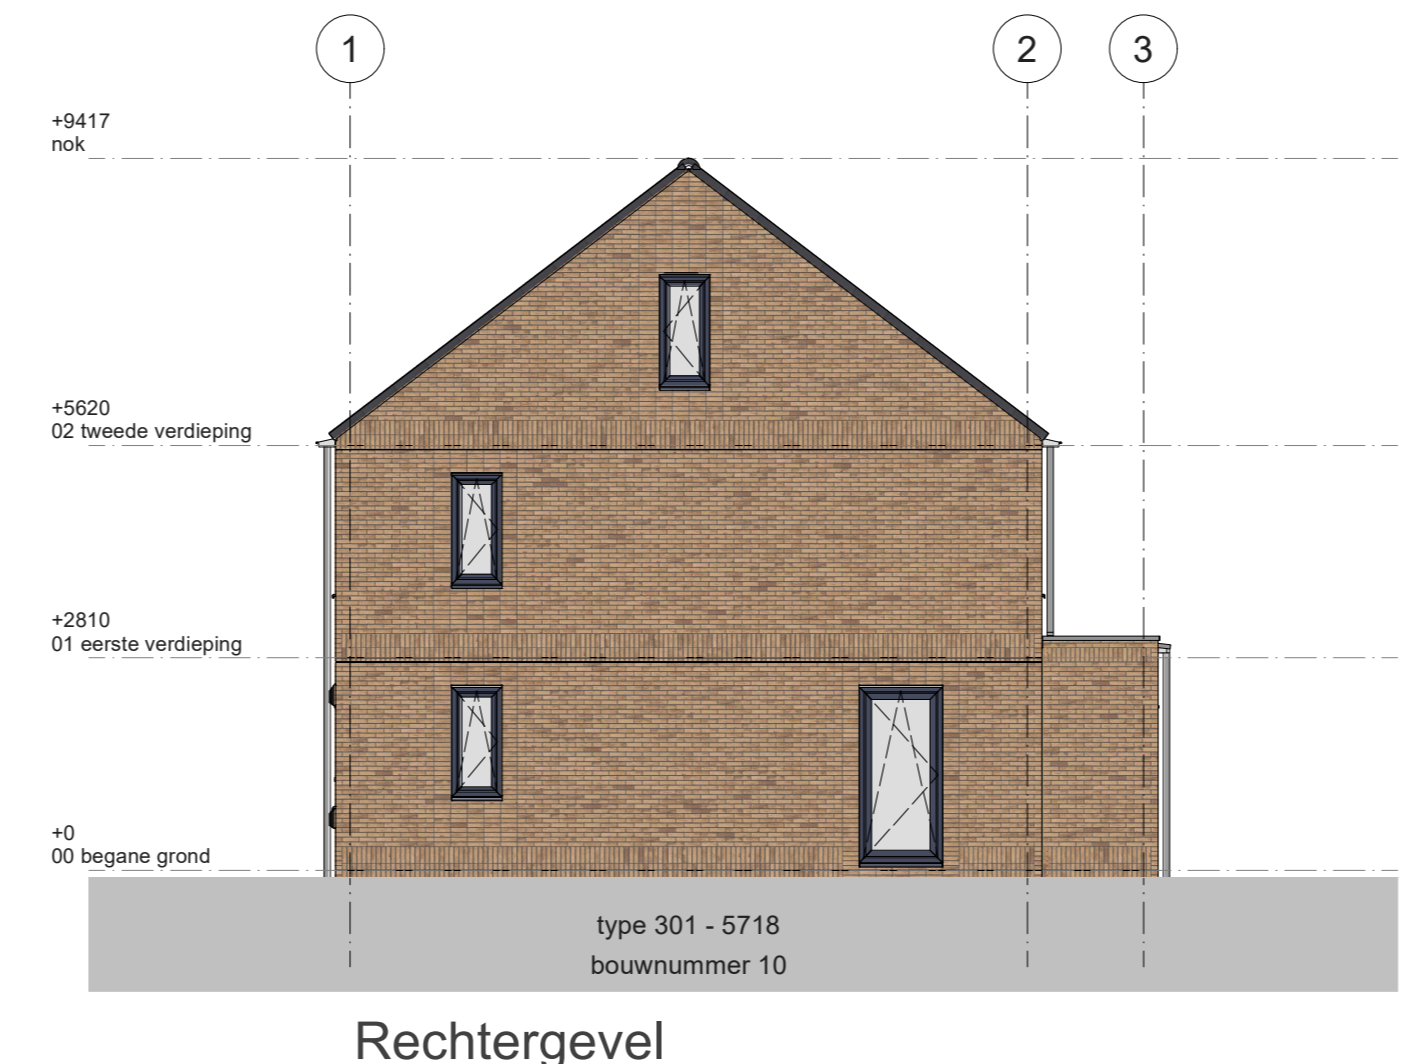 1
2
3
+9417
nok
+5620
02 tweede verdieping
+2810
01 eerste verdieping
+0
00 begane grond
type 301 - 5718
bouwnummer 10
Rechtergevel